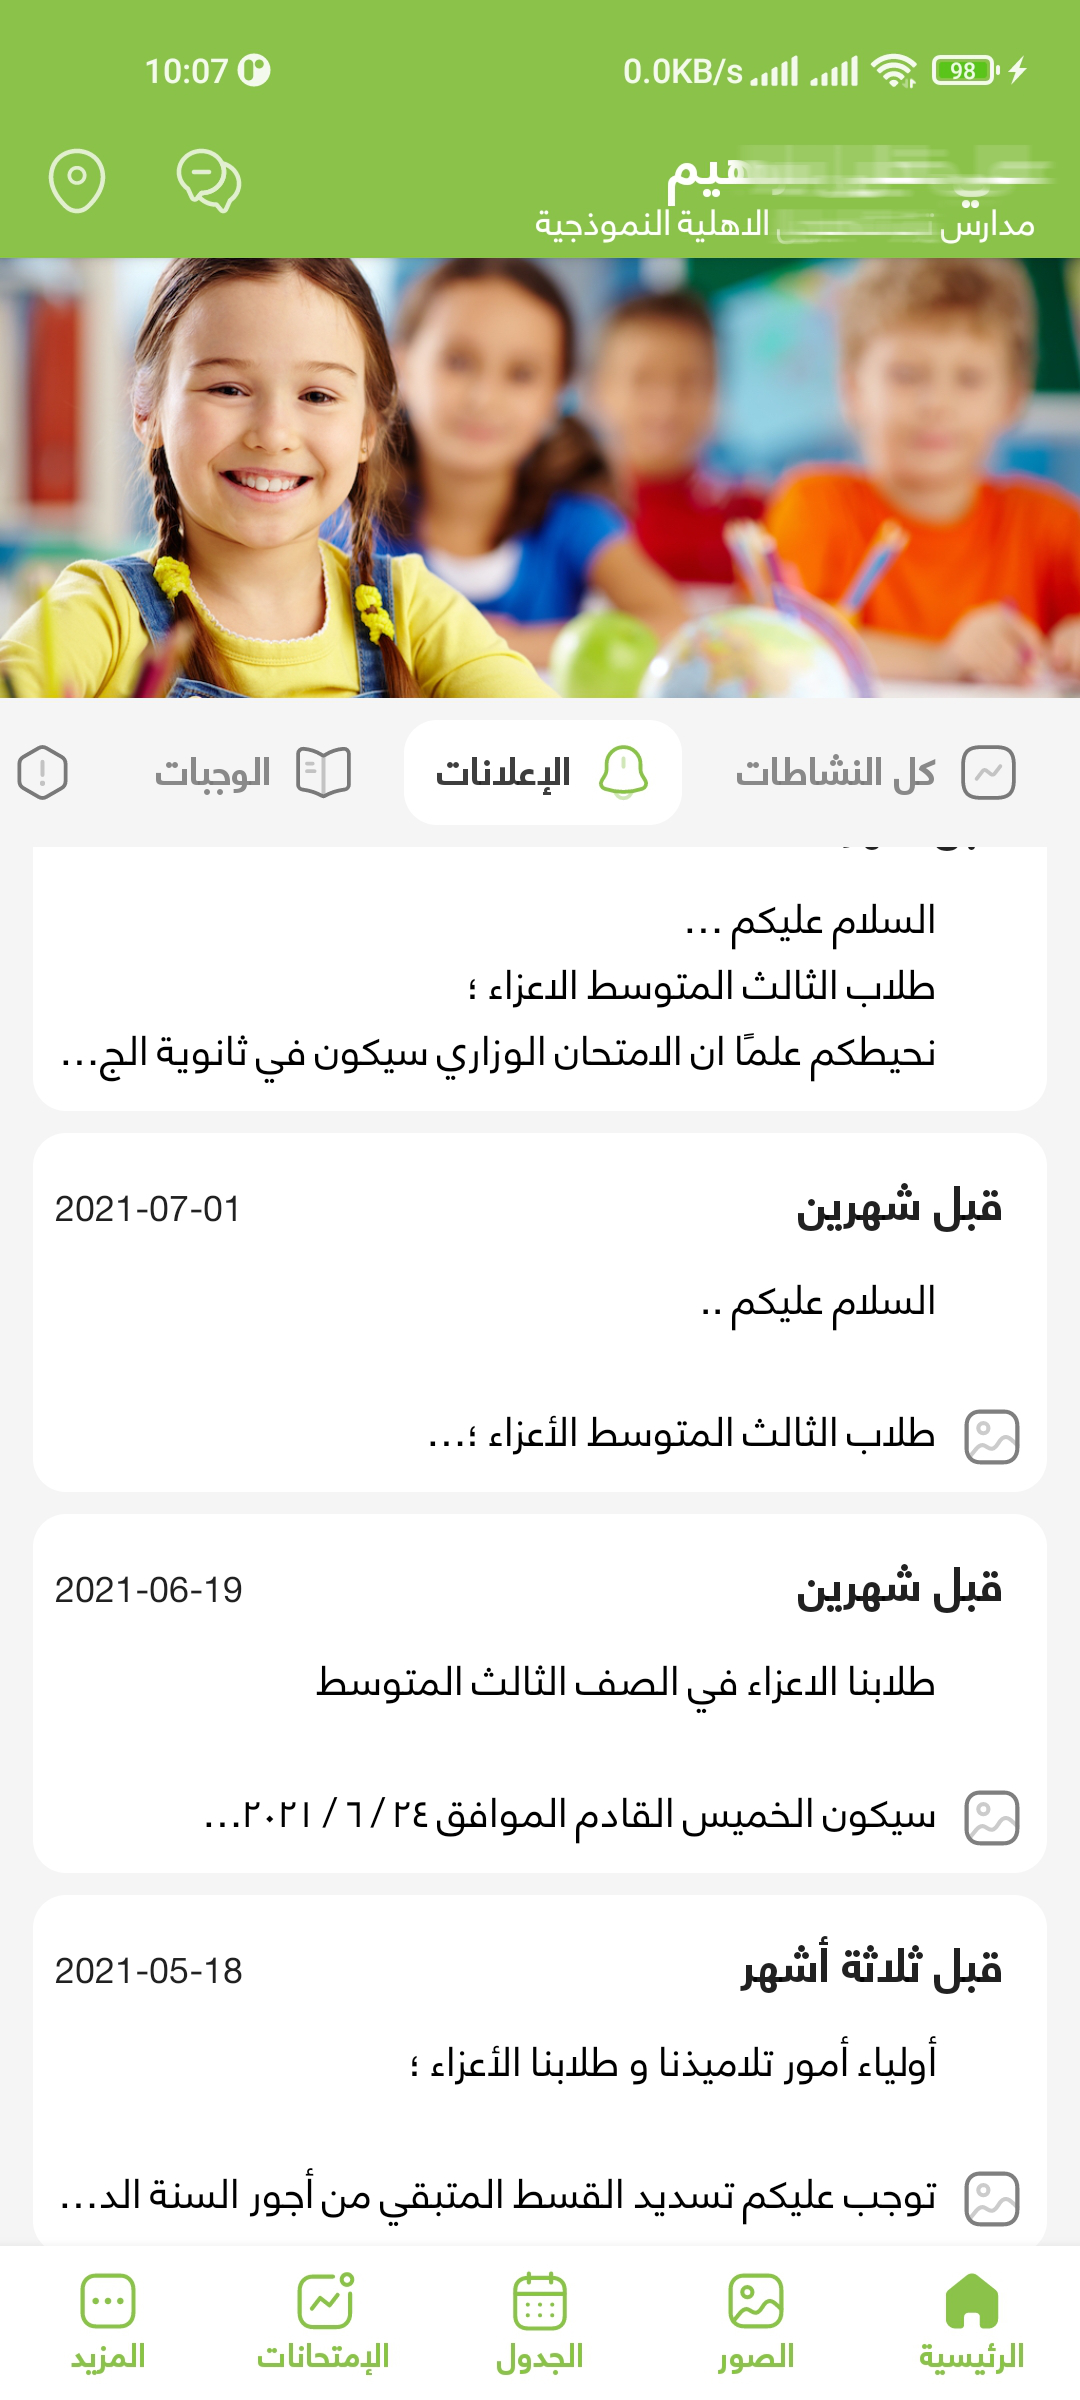 10:07
0.0KB/s
98
مدارس الاهلية النموذجية
كل النشاطات
الإعلانات
الوجبات
السلام عليكم ...
طلاب الثالث المتوسط الاعزاء ؛
نحيطكم علمًا ان الامتحان الوزاري سيكون في ثانوية الج...
قبل شهرين
2021-07-01
السلام عليكم ..
طلاب الثالث المتوسط الأعزاء ؛...
قبل شهرين
2021-06-19
طلابنا الاعزاء في الصف الثالث المتوسط
سيكون الخميس القادم الموافق ٢٤ / ٦ / ٢٠٢١...
قبل ثلاثة أشهر
2021-05-18
أولياء أمور تلاميذنا و طلابنا الأعزاء ؛
توجب عليكم تسديد القسط المتبقي من أجور السنة الد...
الرئيسية
الصور
الجدول
الإمتحانات
المزيد